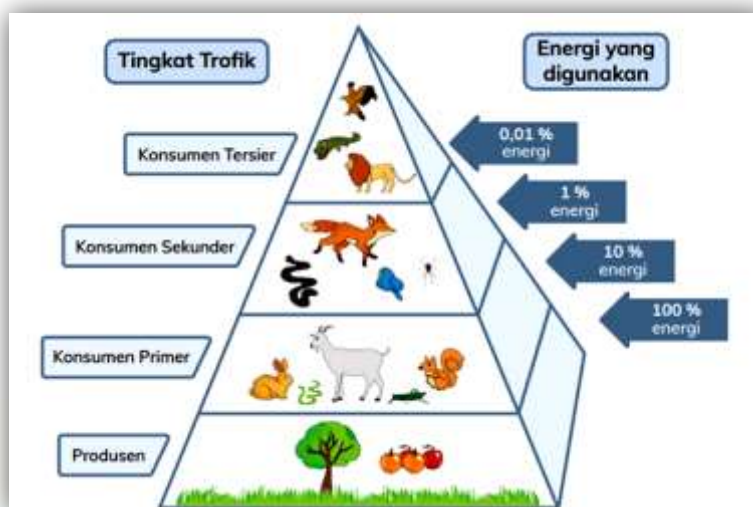 Tingkat Trofik
Energi yang
digunakan
Konsumen Tersier
0,01 %
energi
1 %
energi
Konsumen Sekunder
10 %
energi
100 %
energi
Konsumen Primer
Produsen